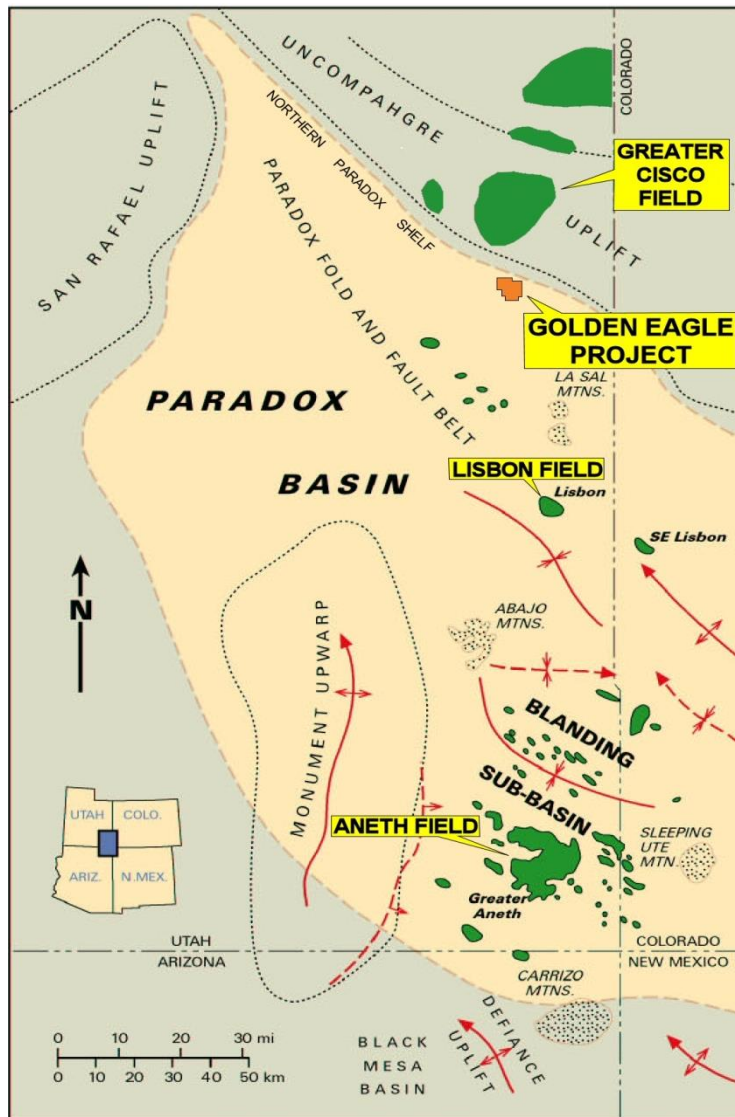 UNCOMPAHGRE
UPLIFT
COLORADO
GREATER
CISCO
FIELD
SAN RAFAEL UPLIFT
NORTHERN PARADOX SHELF
PARADOX FOLD AND FAULT BELT
GOLDEN EAGLE
PROJECT
LA SAL
MTNS.
PARADOX
BASIN
LISBON FIELD
Lisbon
SE Lisbon
N
ABAJO
MTNS.
MONUMENT UPWARP
BLANDING
SUB-BASIN
ANETH FIELD
SLEEPING
UTE
MTN.
Greater
Aneth
UTAH
COLO.
ARIZ.
N.MEX.
UTAH
ARIZONA
COLORADO
NEW MEXICO
CARRIZO
MTNS.
DEFIANCE
UPLIFT
BLACK
MESA
BASIN
0 10 20 30 mi
0 10 20 30 40 50 km